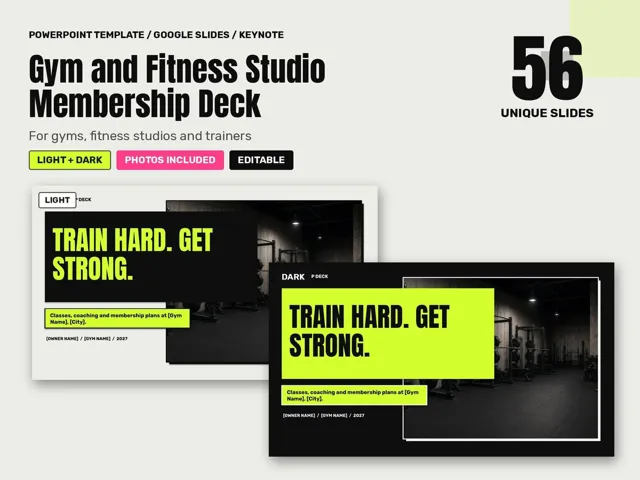 POWERPOINT TEMPLATE / GOOGLE SLIDES / KEYNOTE
Gym and Fitness Studio
Membership Deck
For gyms, fitness studios and trainers
LIGHT + DARK
PHOTOS INCLUDED
EDITABLE
56
UNIQUE SLIDES
LIGHT
P DECK
TRAIN HARD. GET
STRONG.
Classes, coaching and membership plans at [Gym
Name], [City].
[OWNER NAME] / [GYM NAME] / 2027
DARK
P DECK
TRAIN HARD. GET
STRONG.
Classes, coaching and membership plans at [Gym
Name], [City].
[OWNER NAME] / [GYM NAME] / 2027